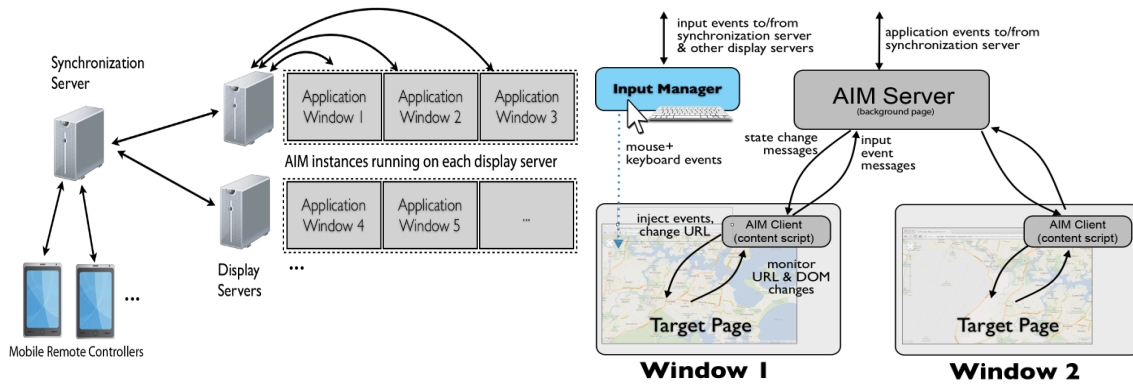 Synchronization
Server
Application
Window 1
Application
Window 2
Application
Window 3
AIM instances running on each display server
Application
Window 4
Application
Window 5
...
...
Display
Servers
...
Mobile Remote Controllers
input events to/from
synchronization server
& other display servers
application events to/from
synchronization server
Input Manager
AIM Server
(background page)
mouse+
keyboard events
state change
messages
input
event
messages
inject events,
change URL
AIM Client
(content script)
monitor
URL & DOM
changes
Target Page
Window 1
AIM Client
(content script)
Target Page
Window 2